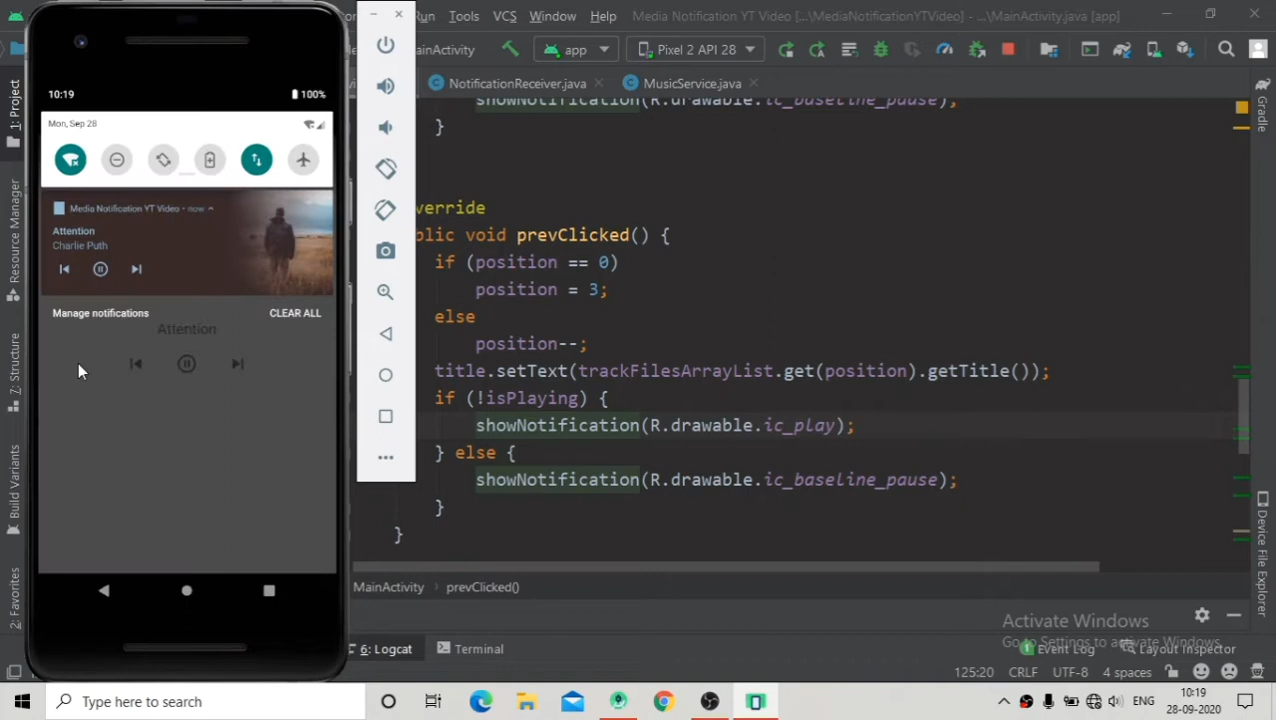 Run Tools VCS Window Help Media Notification YT Video [...\MediaNotificationYTVideo] - ...\MainActivity.java [app]
MainActivity app Pixel 2 API 28
NotificationReceiver.java MusicService.java
10:19 100%
Mon, Sep 28
Media Notification YT Video • now
Attention
Charlie Puth
Manage notifications CLEAR ALL
Attention
showNotification(R.drawable.ic_baseline_pause);
}
verride
blic void prevClicked() {
if (position == 0)
position = 3;
else
position--;
title.setText(trackFilesArrayList.get(position).getTitle());
if (!isPlaying) {
showNotification(R.drawable.ic_play);
} else {
showNotification(R.drawable.ic_baseline_pause);
}
}
MainActivity prevClicked()
1: Project
Resource Manager
7: Structure
Build Variants
2: Favorites
Gradle
Device File Explorer
Activate Windows
Go to Settings to activate Windows.
6: Logcat Terminal
Event Log Layout Inspector
125:20 CRLF UTF-8 4 spaces
Type here to search
ENG 10:19
28-09-2020